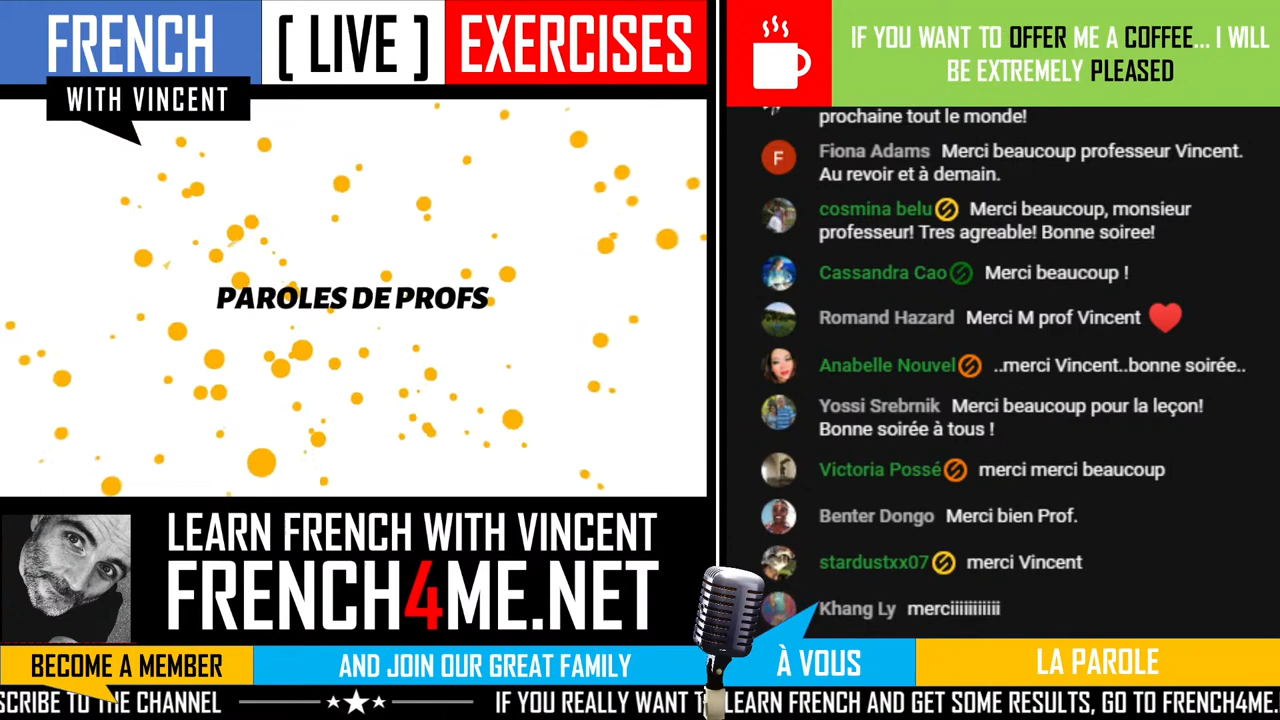 FRENCH
[ LIVE ]
EXERCISES
WITH VINCENT
IF YOU WANT TO OFFER ME A COFFEE... I WILL
BE EXTREMELY PLEASED
PAROLES DE PROFS
prochaine tout le monde!
F
Fiona Adams Merci beaucoup professeur Vincent.
Au revoir et à demain.
cosmina belu Merci beaucoup, monsieur
professeur! Tres agreable! Bonne soiree!
Cassandra Cao Merci beaucoup !
Romand Hazard Merci M prof Vincent
Anabelle Nouvel ..merci Vincent..bonne soirée..
Yossi Srebrnik Merci beaucoup pour la leçon!
Bonne soirée à tous !
Victoria Possé merci merci beaucoup
Benter Dongo Merci bien Prof.
stardustxx07 merci Vincent
Khang Ly merciiiiiiiiiiii
LEARN FRENCH WITH VINCENT
FRENCH4ME.NET
BECOME A MEMBER
AND JOIN OUR GREAT FAMILY
À VOUS
LA PAROLE
SCRIBE TO THE CHANNEL
IF YOU REALLY WANT TO LEARN FRENCH AND GET SOME RESULTS, GO TO FRENCH4ME.